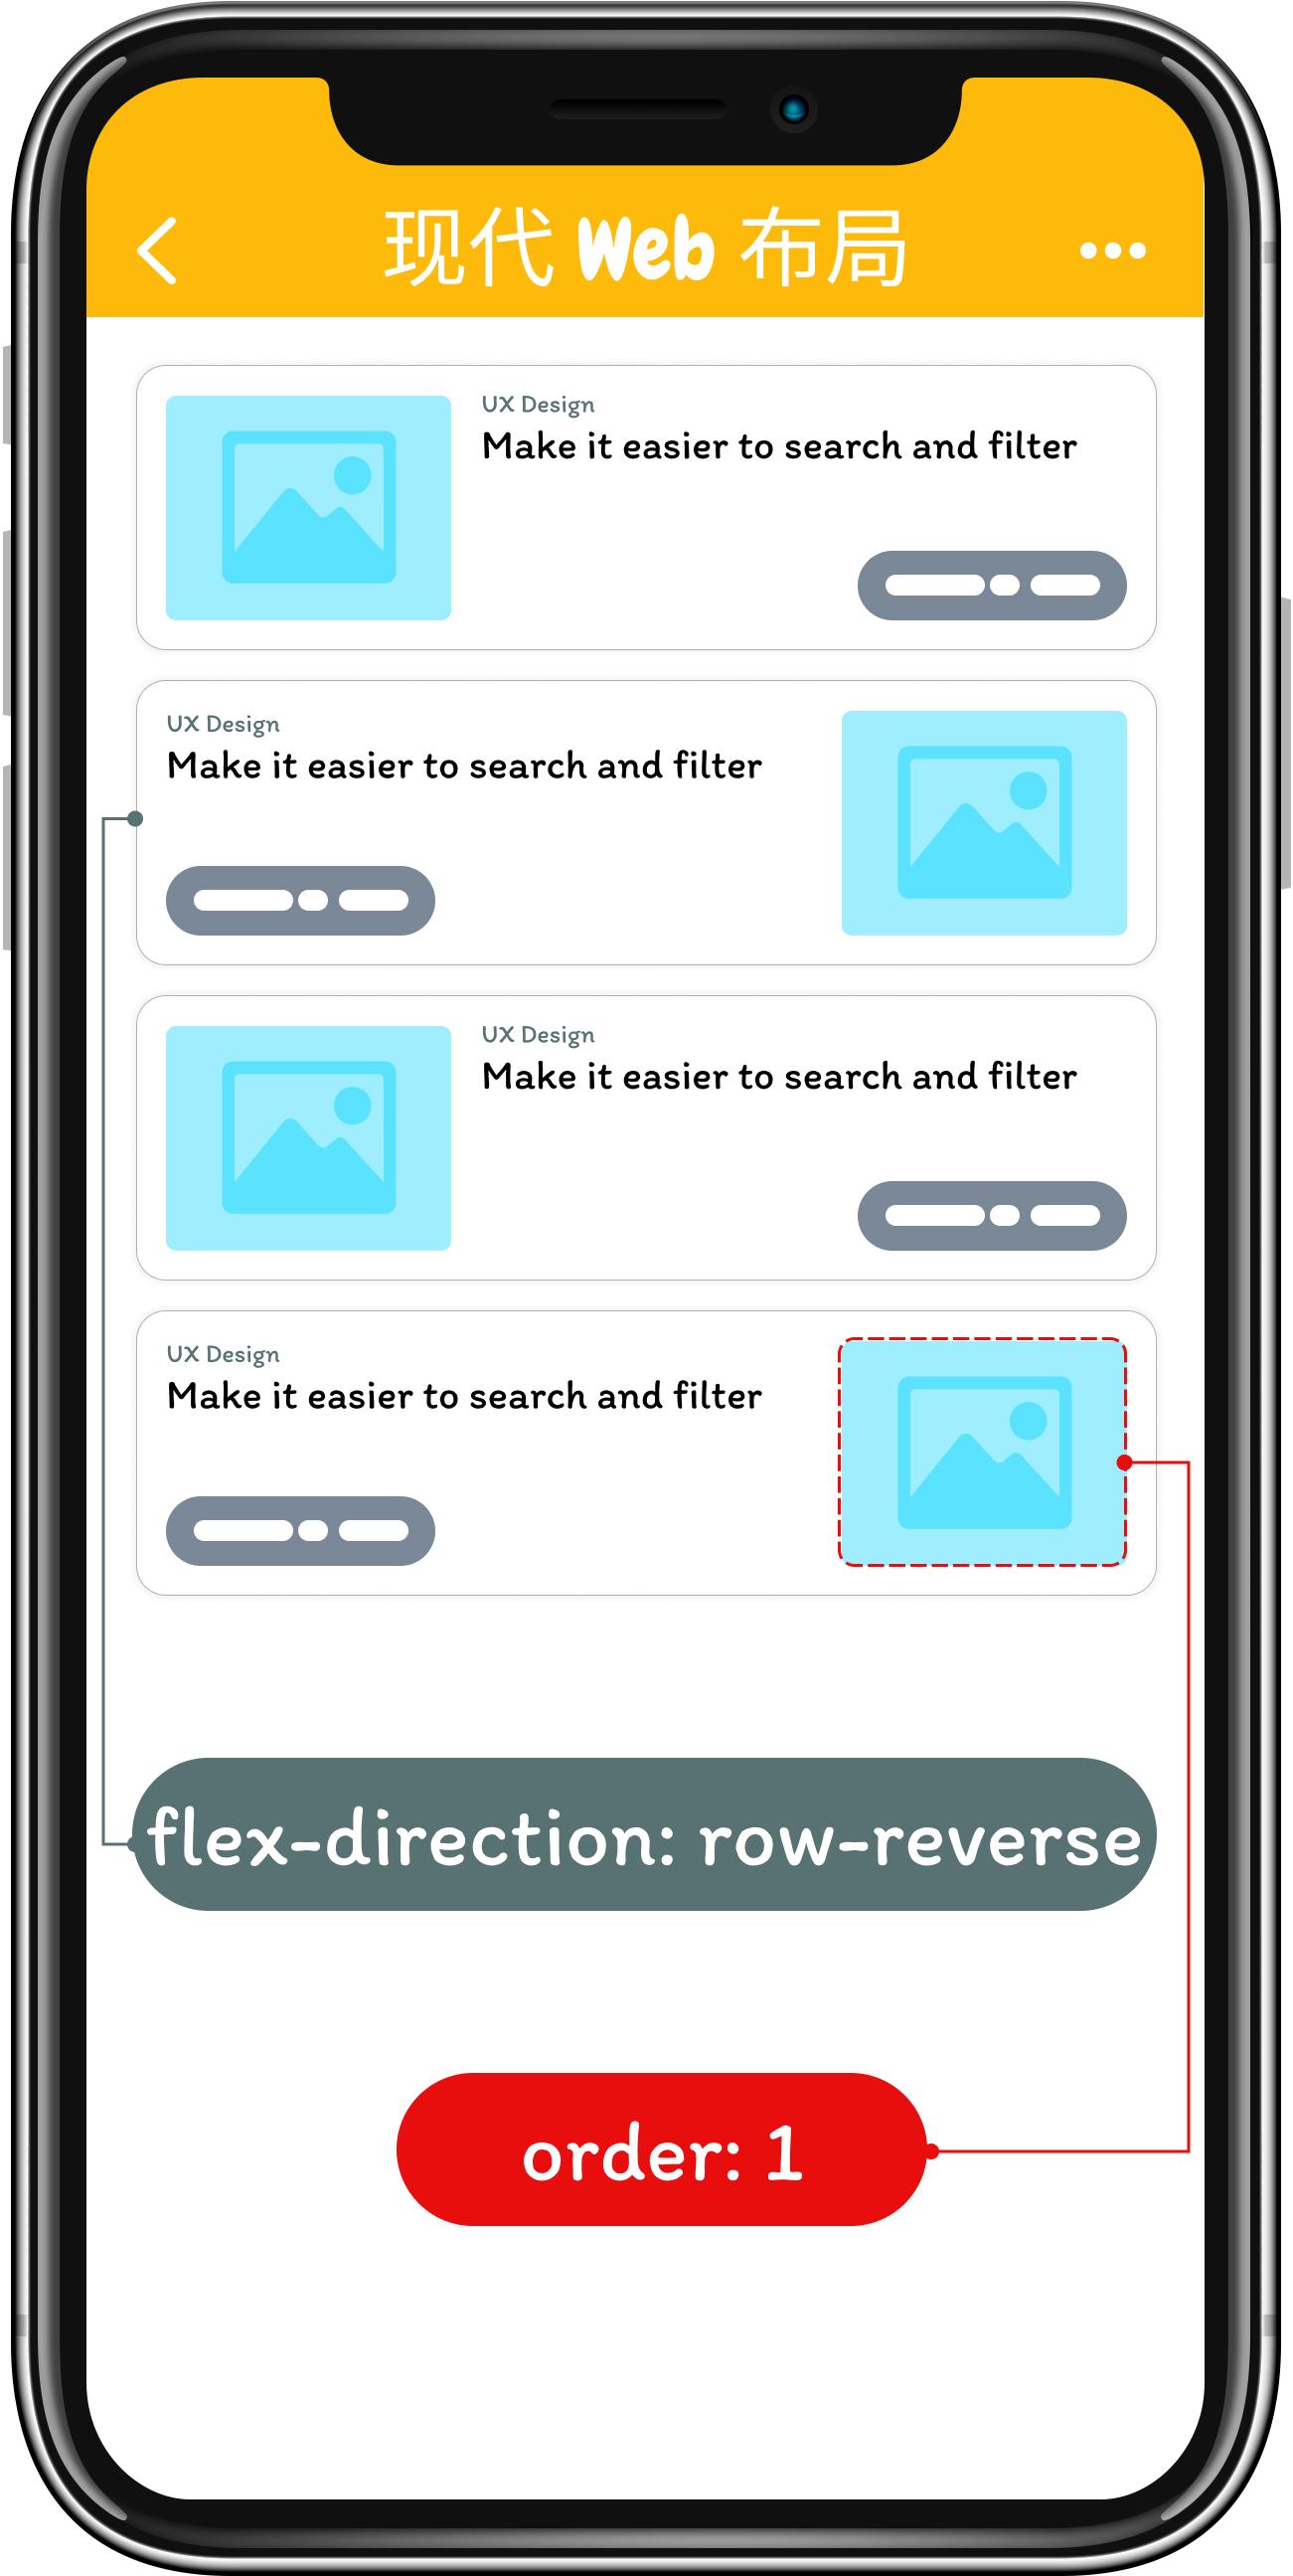 现代 Web 布局
UX Design
Make it easier to search and filter
UX Design
Make it easier to search and filter
UX Design
Make it easier to search and filter
UX Design
Make it easier to search and filter
flex-direction: row-reverse
order: 1